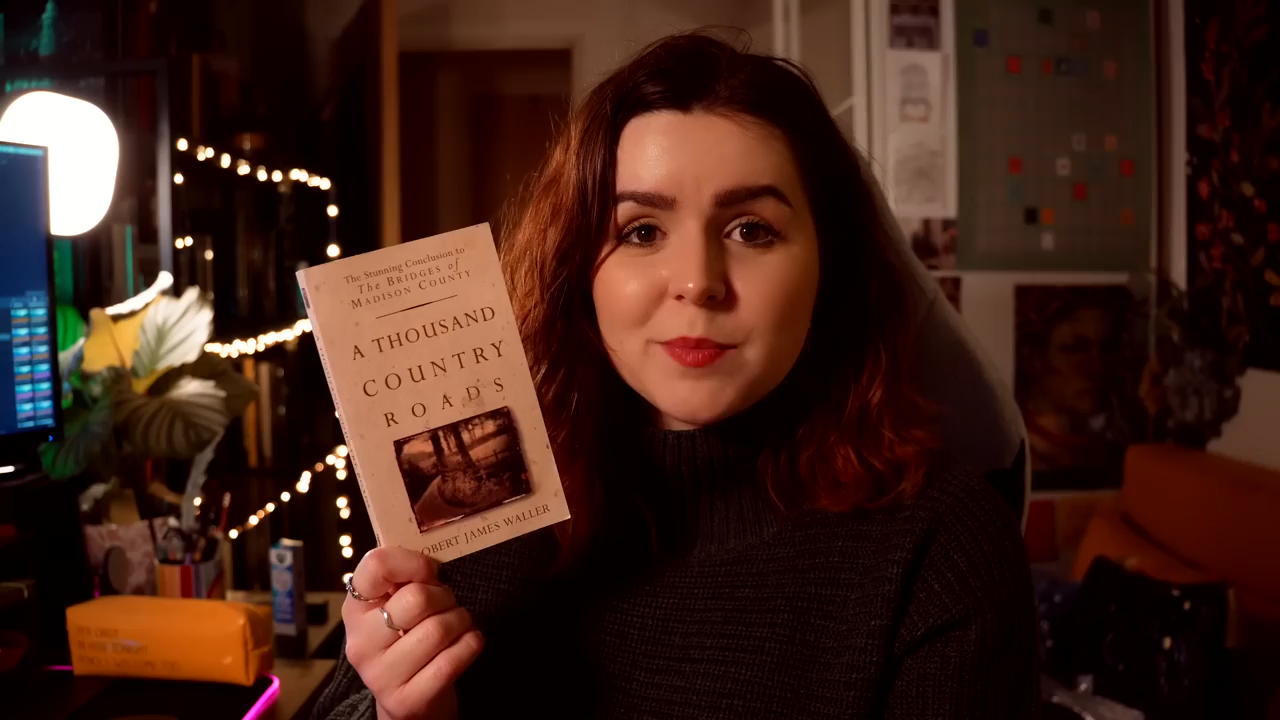 The Stunning Conclusion to
The BRIDGES of
MADISON COUNTY
A THOUSAND
COUNTRY
ROADS
OBERT JAMES WALLER